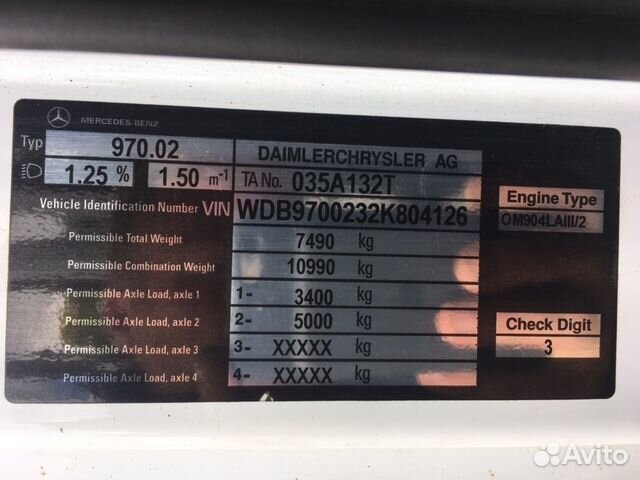 MERCEDES-BENZ
Typ 970.02 DAIMLERCHRYSLER AG
1.25 % 1.50 m-1 TA No. 035A132T
Vehicle Identification Number VIN WDB9700232K804126
Engine Type
OM904LAIII/2
Permissible Total Weight 7490 kg
Permissible Combination Weight 10990 kg
Permissible Axle Load, axle 1 1- 3400 kg
Permissible Axle Load, axle 2 2- 5000 kg
Permissible Axle Load, axle 3 3- XXXXX kg
Permissible Axle Load, axle 4 4- XXXXX kg
Check Digit
3
Avito